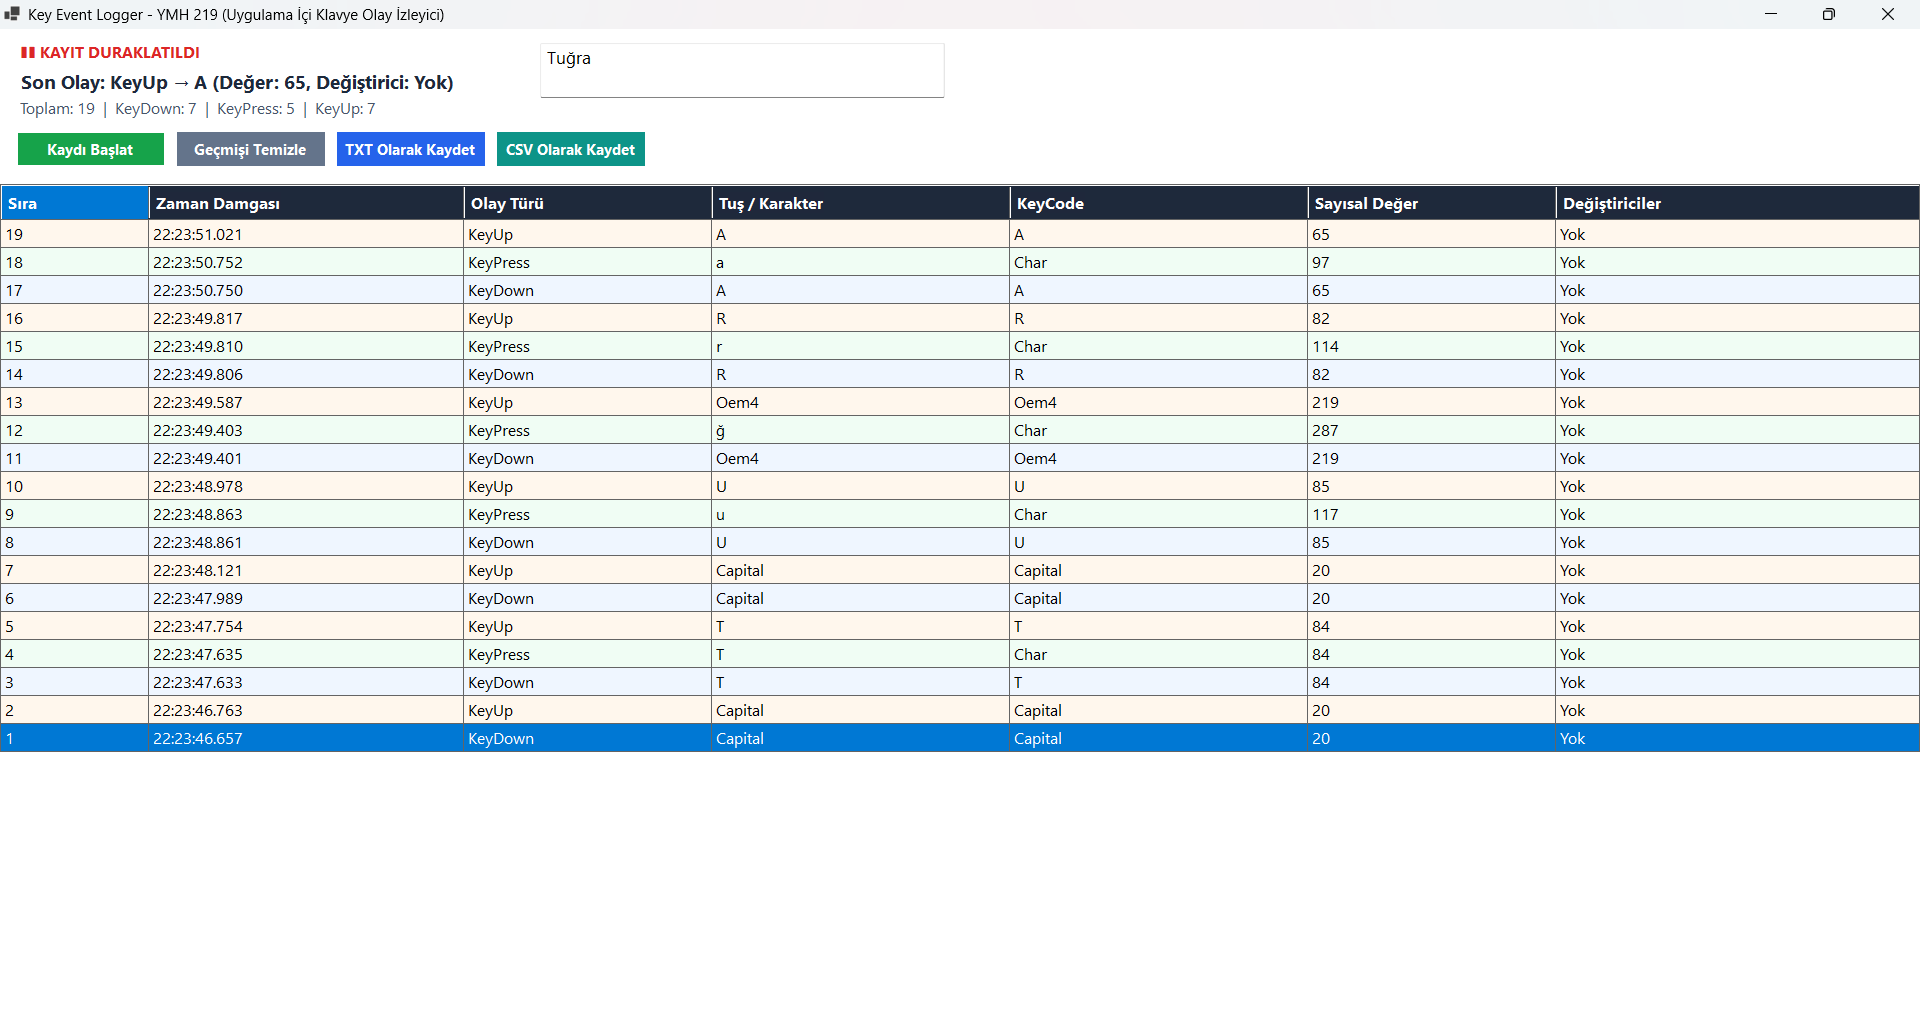 Key Event Logger - YMH 219 (Uygulama İçi Klavye Olay İzleyici)
KAYIT DURAKLATILDI
Son Olay: KeyUp → A (Değer: 65, Değiştirici: Yok)
Toplam: 19 | KeyDown: 7 | KeyPress: 5 | KeyUp: 7
Tuğra
Kaydı Başlat Geçmişi Temizle TXT Olarak Kaydet CSV Olarak Kaydet
Sıra Zaman Damgası Olay Türü Tuş / Karakter KeyCode Sayısal Değer Değiştiriciler
19 22:23:51.021 KeyUp A A 65 Yok
18 22:23:50.752 KeyPress a Char 97 Yok
17 22:23:50.750 KeyDown A A 65 Yok
16 22:23:49.817 KeyUp R R 82 Yok
15 22:23:49.810 KeyPress r Char 114 Yok
14 22:23:49.806 KeyDown R R 82 Yok
13 22:23:49.587 KeyUp Oem4 Oem4 219 Yok
12 22:23:49.403 KeyPress ğ Char 287 Yok
11 22:23:49.401 KeyDown Oem4 Oem4 219 Yok
10 22:23:48.978 KeyUp U U 85 Yok
9 22:23:48.863 KeyPress u Char 117 Yok
8 22:23:48.861 KeyDown U U 85 Yok
7 22:23:48.121 KeyUp Capital Capital 20 Yok
6 22:23:47.989 KeyDown Capital Capital 20 Yok
5 22:23:47.754 KeyUp T T 84 Yok
4 22:23:47.635 KeyPress T Char 84 Yok
3 22:23:47.633 KeyDown T T 84 Yok
2 22:23:46.763 KeyUp Capital Capital 20 Yok
1 22:23:46.657 KeyDown Capital Capital 20 Yok